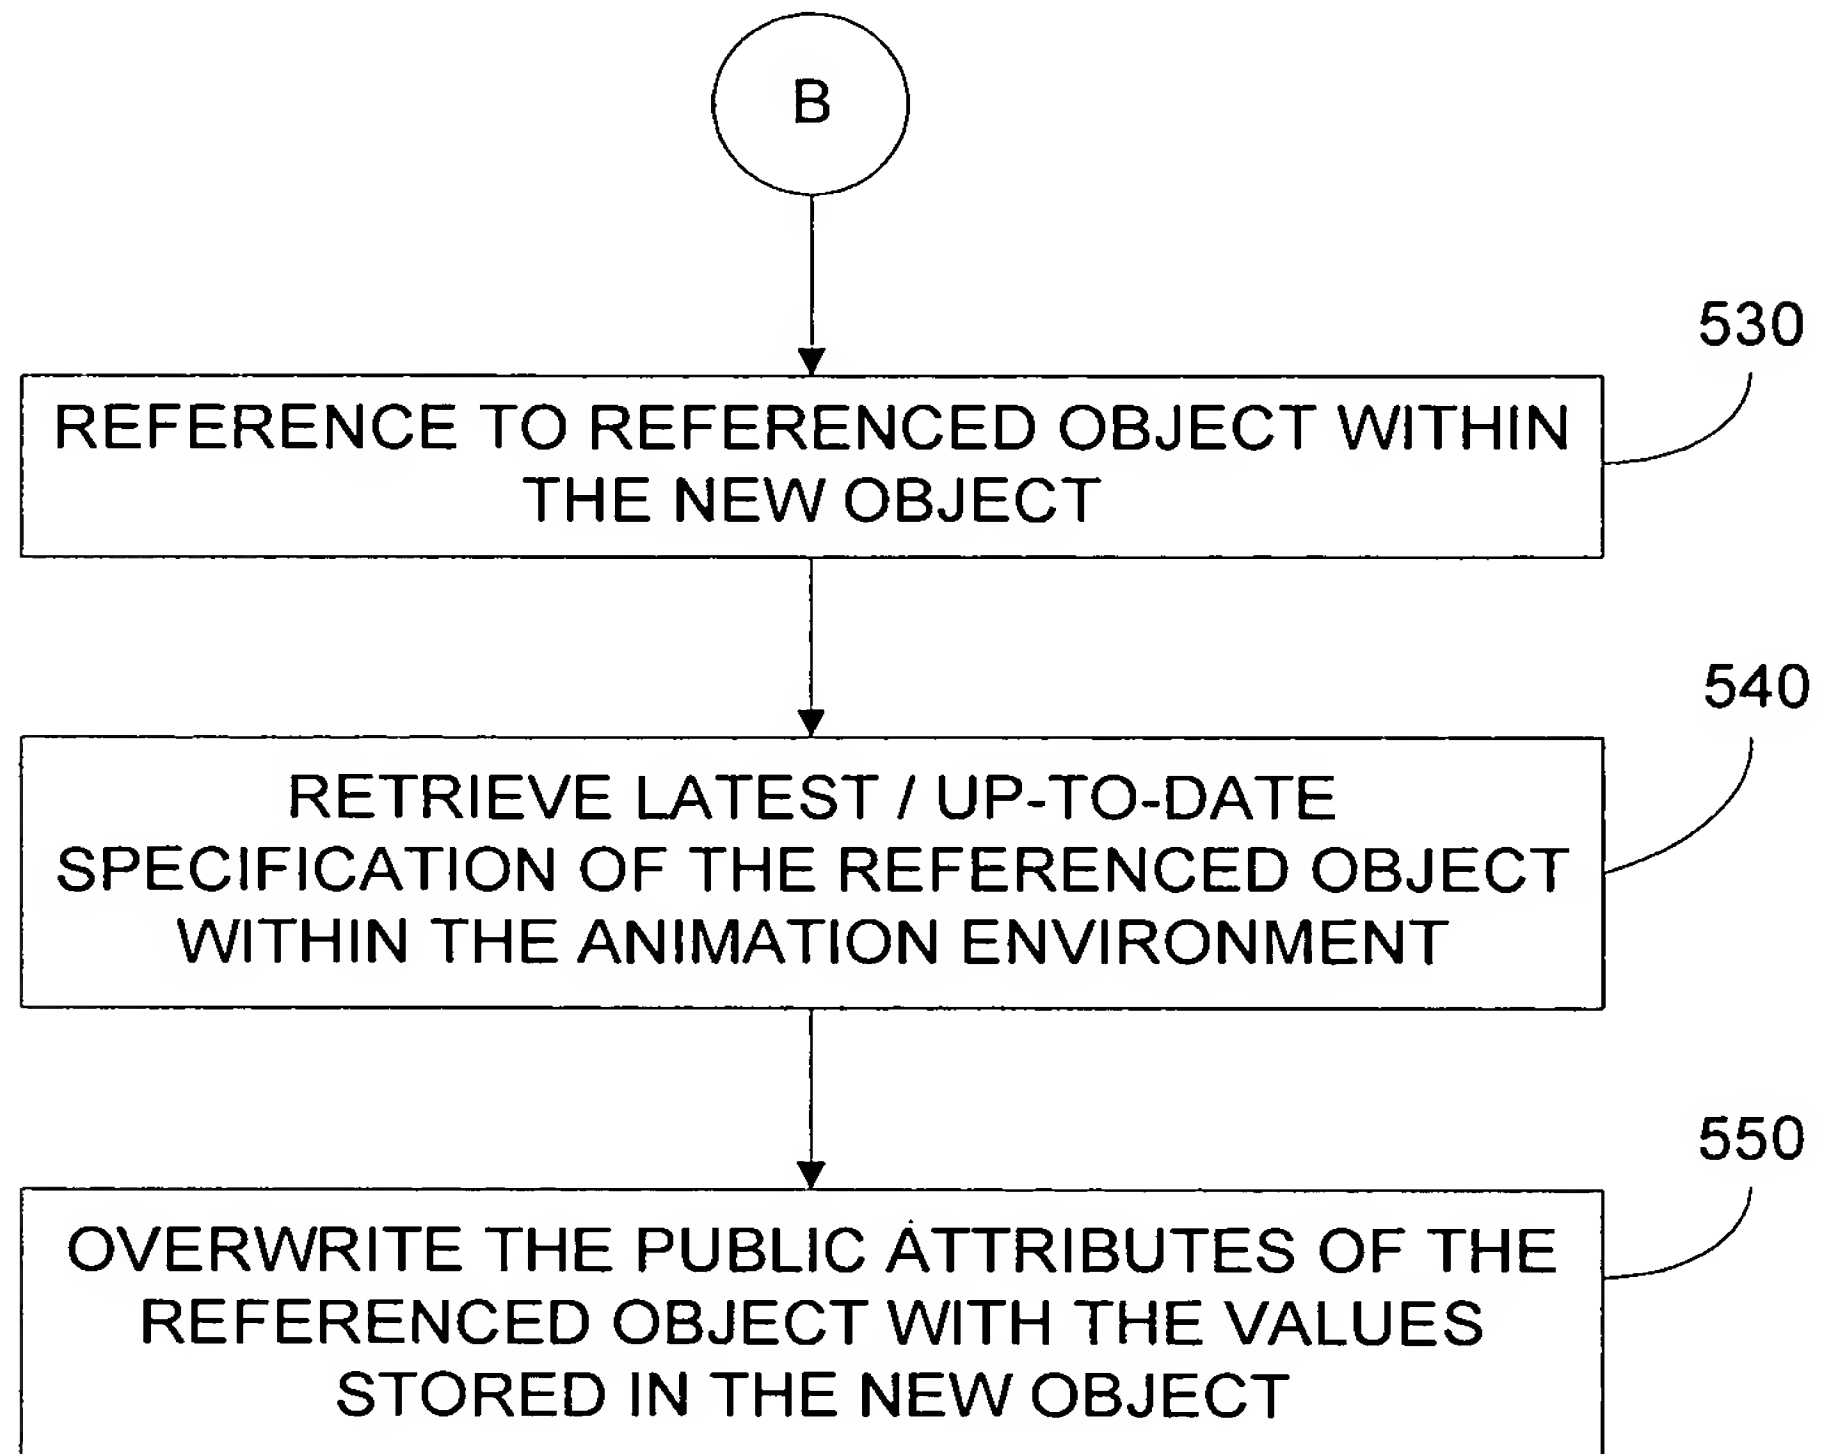 B
530
REFERENCE TO REFERENCED OBJECT WITHIN
THE NEW OBJECT
540
RETRIEVE LATEST / UP-TO-DATE
SPECIFICATION OF THE REFERENCED OBJECT
WITHIN THE ANIMATION ENVIRONMENT
550
OVERWRITE THE PUBLIC ATTRIBUTES OF THE
REFERENCED OBJECT WITH THE VALUES
STORED IN THE NEW OBJECT